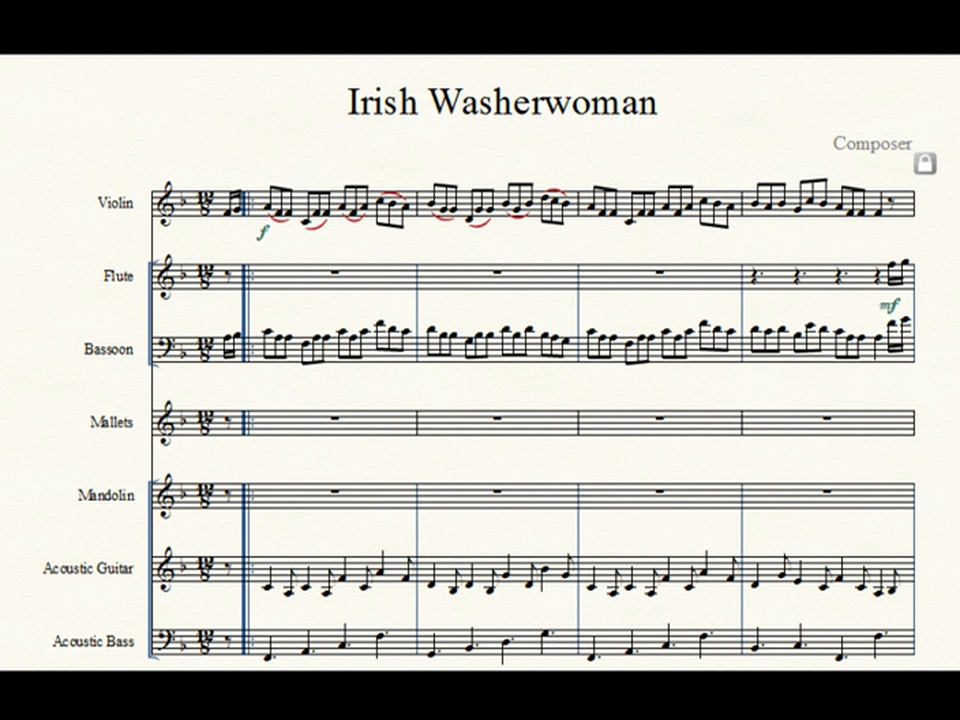 Irish Washerwoman
Composer
Violin
f
Flute
mf
Bassoon
Mallets
Mandolin
Acoustic Guitar
Acoustic Bass